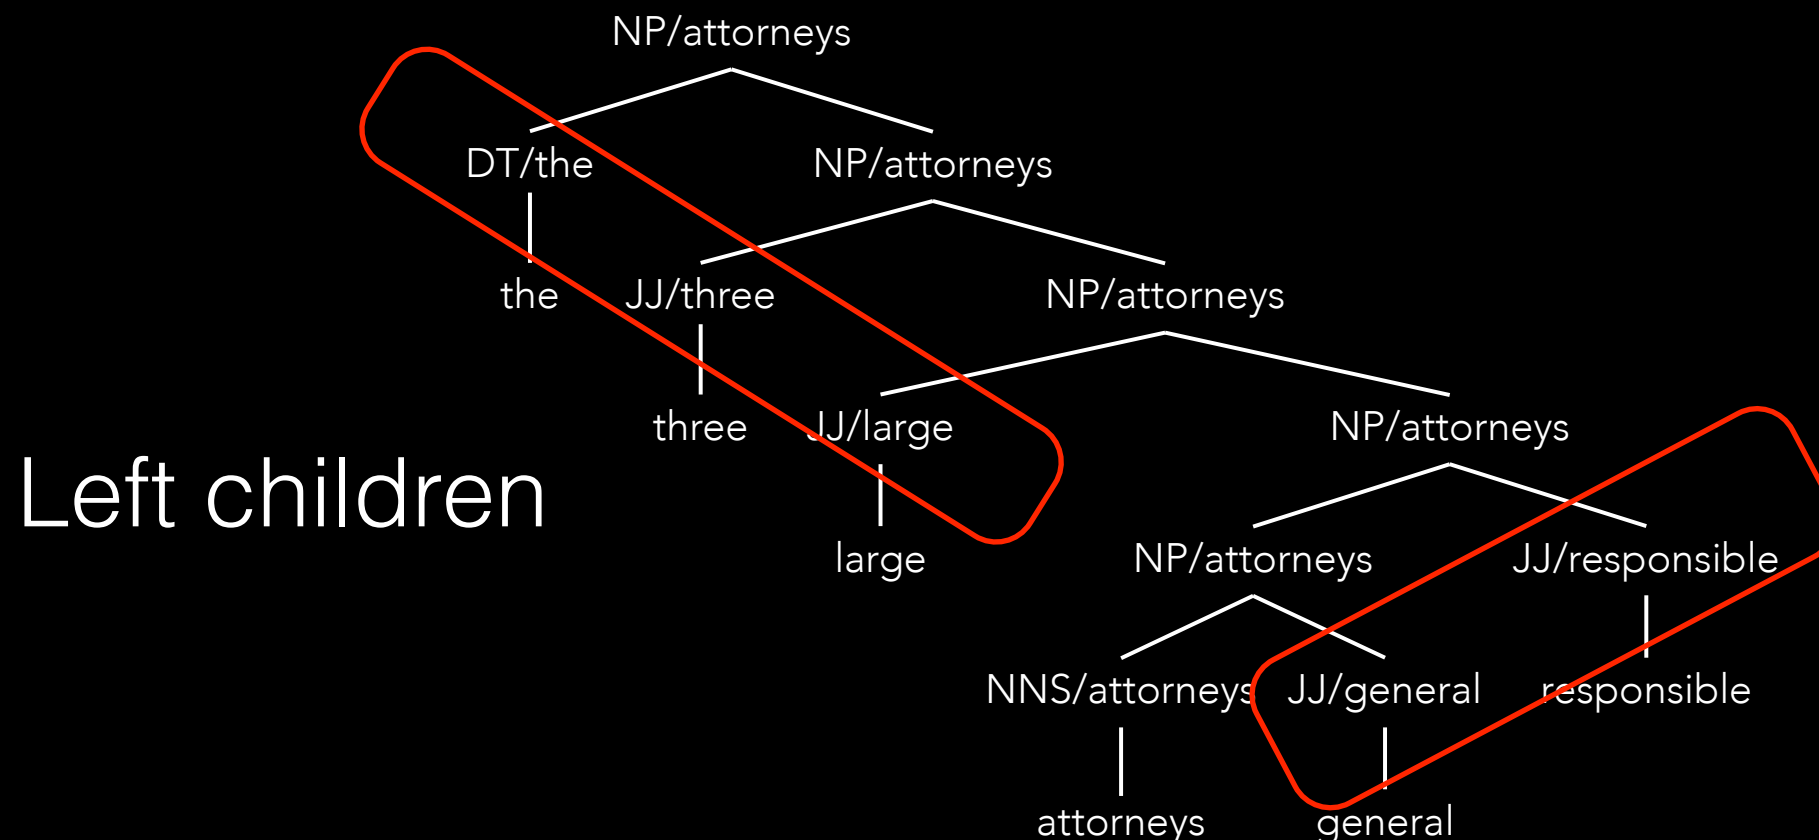 NP/attorneys
DT/the NP/attorneys
the JJ/three NP/attorneys
three JJ/large NP/attorneys
Left children
large NP/attorneys JJ/responsible
NNS/attorneys JJ/general responsible
attorneys general